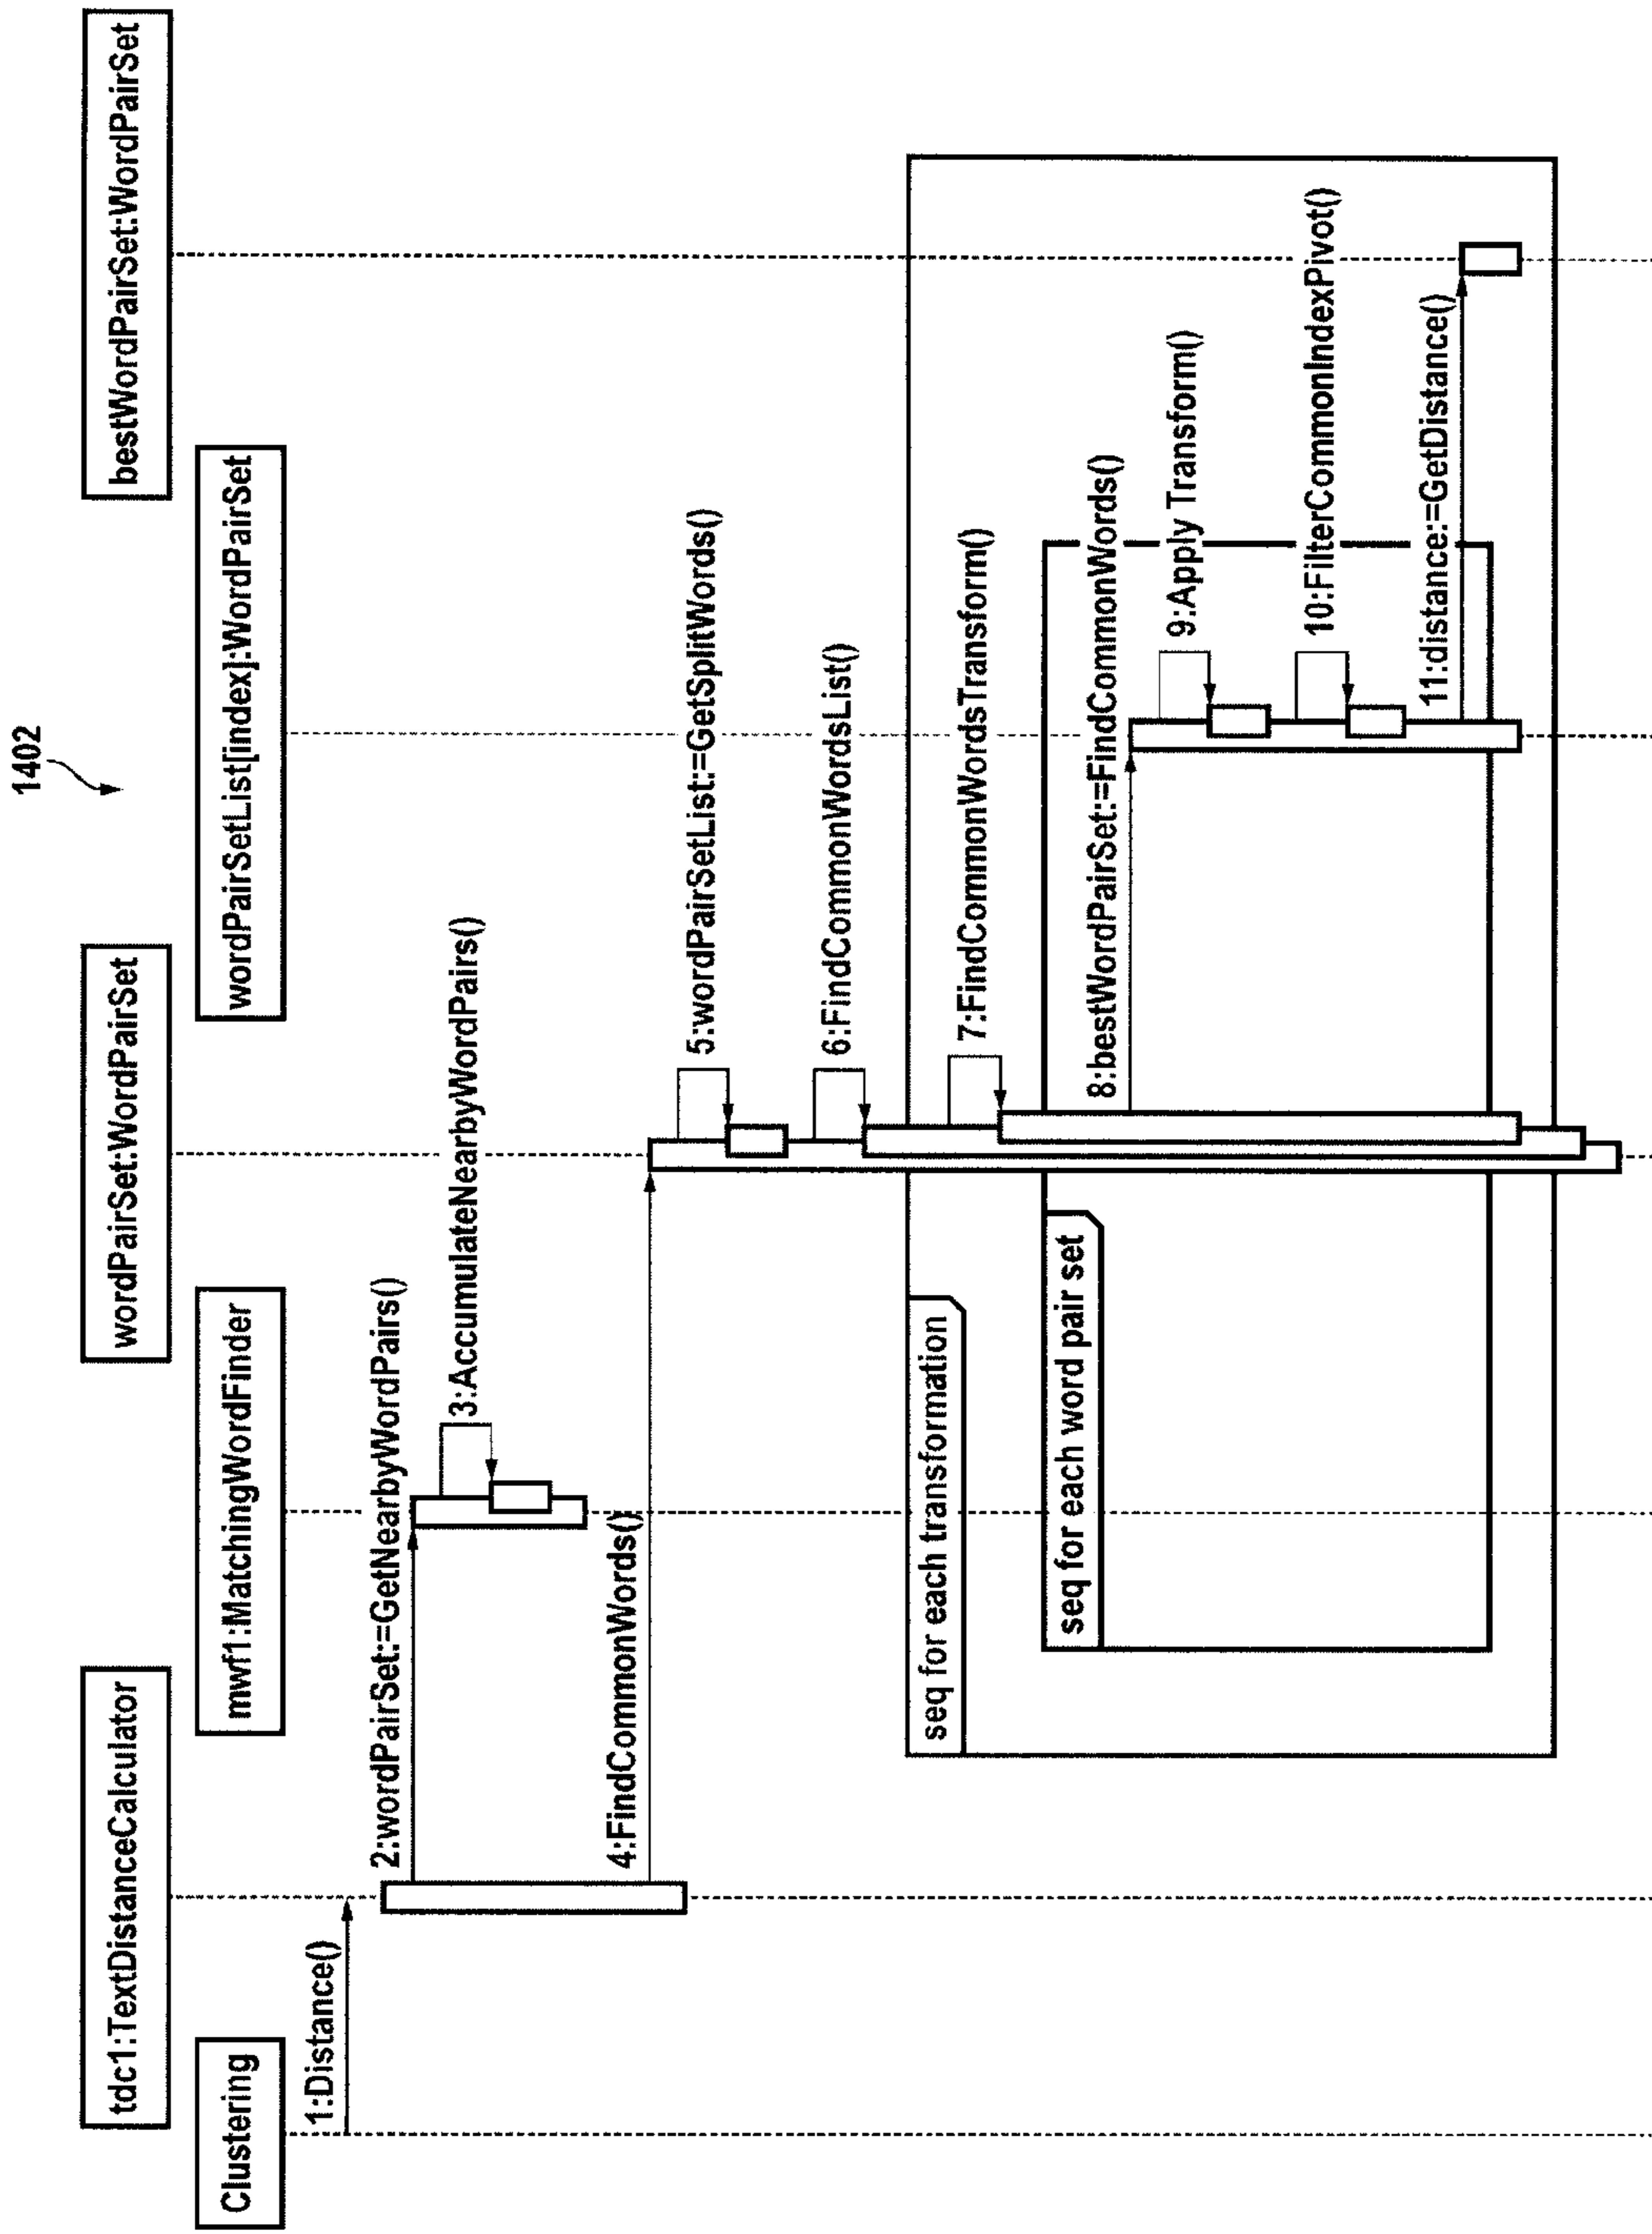 1402
Clustering
tdc1:TextDistanceCalculator
mwf1:MatchingWordFinder
wordPairSet:WordPairSet
wordPairSetList[index]:WordPairSet
bestWordPairSet:WordPairSet
1:Distance()
2:wordPairSet:=GetNearbyWordPairs()
3:AccumulateNearbyWordPairs()
4:FindCommonWords()
5:wordPairSetList:=GetSplitWords()
6:FindCommonWordsList()
seq for each transformation
7:FindCommonWordsTransform()
seq for each word pair set
8:bestWordPairSet:=FindCommonWords()
9:Apply Transform()
10:FilterCommonIndexPivot()
11:distance:=GetDistance()